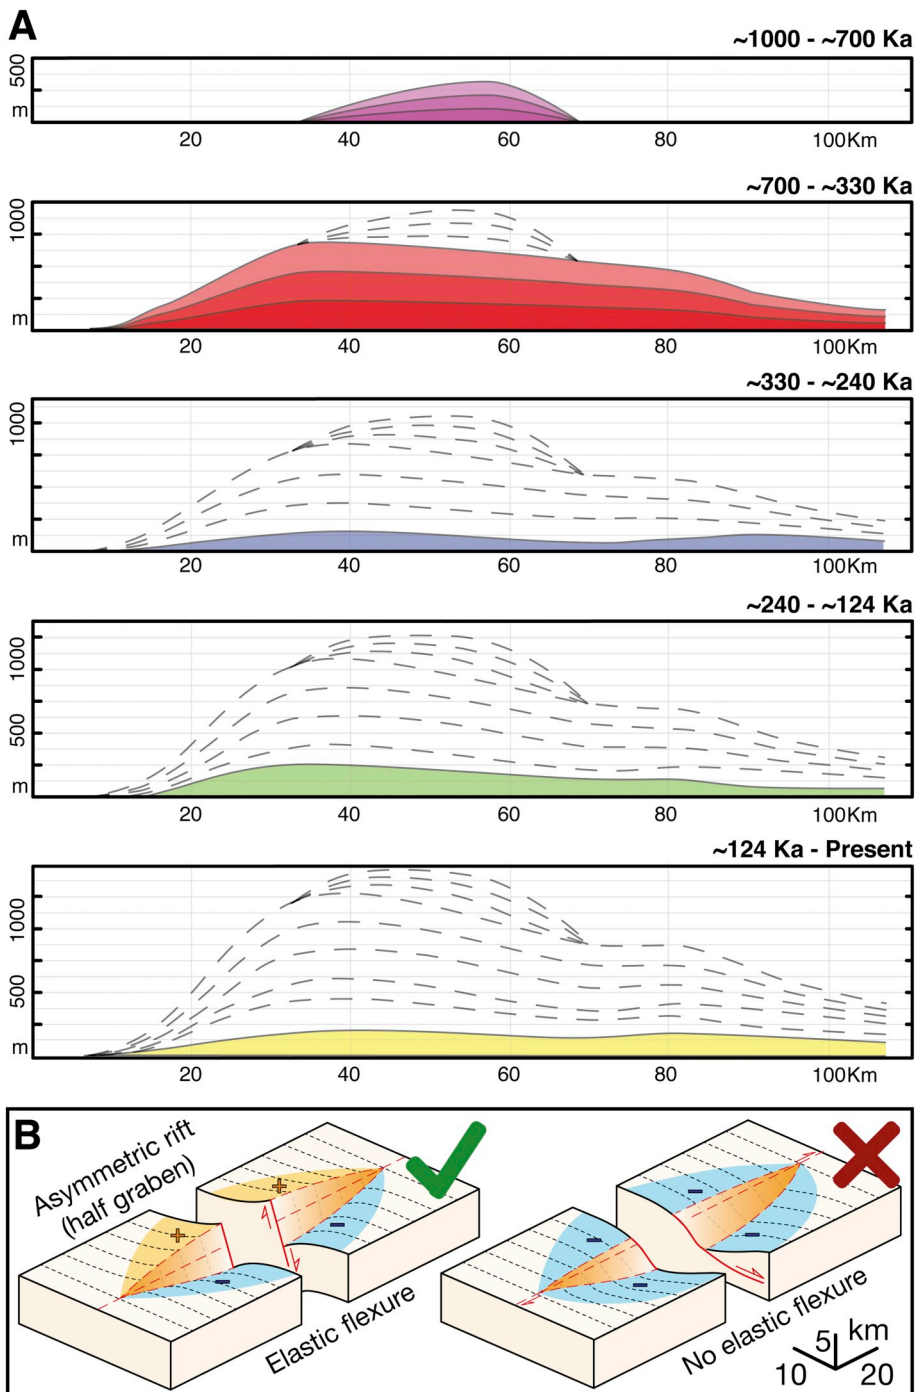 A
~1000 - ~700 Ka
500
m
20 40 60 80 100Km
~700 - ~330 Ka
1000
m
20 40 60 80 100Km
~330 - ~240 Ka
1000
m
20 40 60 80 100Km
~240 - ~124 Ka
1000
500
m
20 40 60 80 100Km
~124 Ka - Present
1000
500
m
20 40 60 80 100Km
B
Asymmetric rift
(half graben)
+
+
-
-
Elastic flexure
-
-
-
-
No elastic flexure
5 km
10 20